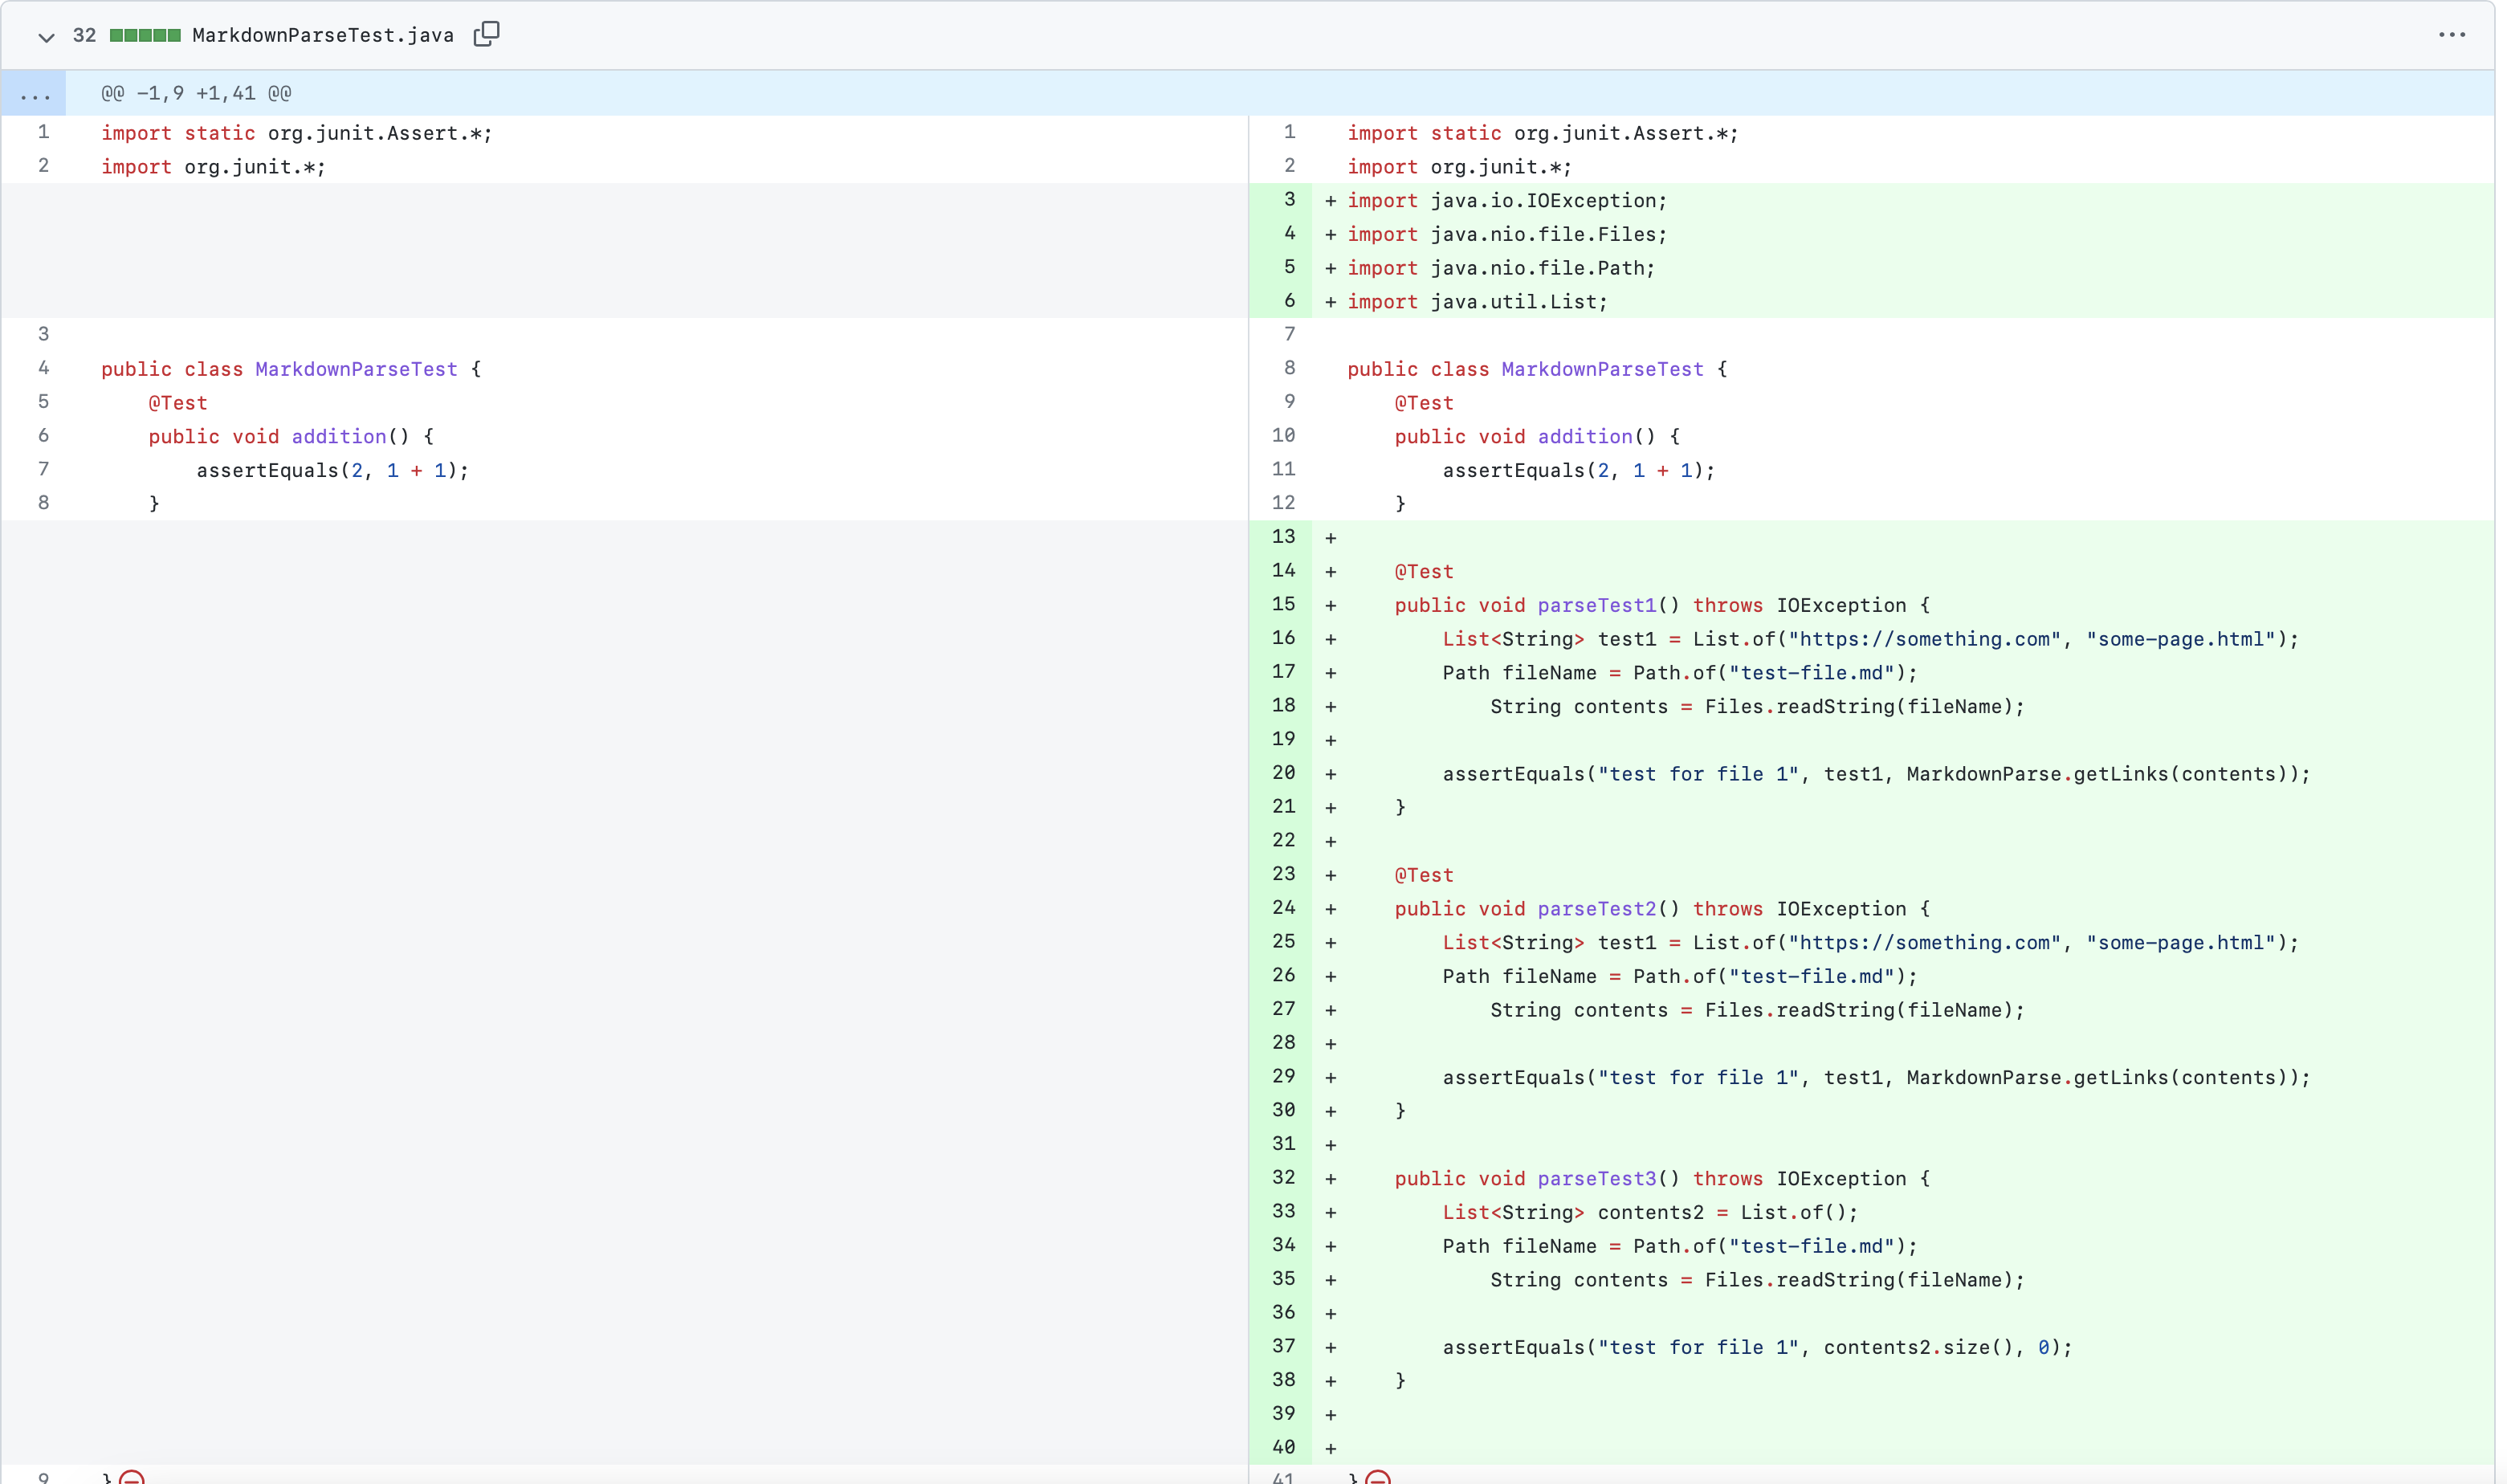 32 MarkdownParseTest.java ...
... @@ -1,9 +1,41 @@
1 import static org.junit.Assert.*;
2 import org.junit.*;
3
4 public class MarkdownParseTest {
5 @Test
6 public void addition() {
7 assertEquals(2, 1 + 1);
8 }
9 }
1 import static org.junit.Assert.*;
2 import org.junit.*;
3 + import java.io.IOException;
4 + import java.nio.file.Files;
5 + import java.nio.file.Path;
6 + import java.util.List;
7
8 public class MarkdownParseTest {
9 @Test
10 public void addition() {
11 assertEquals(2, 1 + 1);
12 }
13 +
14 + @Test
15 + public void parseTest1() throws IOException {
16 + List<String> test1 = List.of("https://something.com", "some-page.html");
17 + Path fileName = Path.of("test-file.md");
18 + String contents = Files.readString(fileName);
19 +
20 + assertEquals("test for file 1", test1, MarkdownParse.getLinks(contents));
21 + }
22 +
23 + @Test
24 + public void parseTest2() throws IOException {
25 + List<String> test1 = List.of("https://something.com", "some-page.html");
26 + Path fileName = Path.of("test-file.md");
27 + String contents = Files.readString(fileName);
28 +
29 + assertEquals("test for file 1", test1, MarkdownParse.getLinks(contents));
30 + }
31 +
32 + public void parseTest3() throws IOException {
33 + List<String> contents2 = List.of();
34 + Path fileName = Path.of("test-file.md");
35 + String contents = Files.readString(fileName);
36 +
37 + assertEquals("test for file 1", contents2.size(), 0);
38 + }
39 +
40 +
41 }